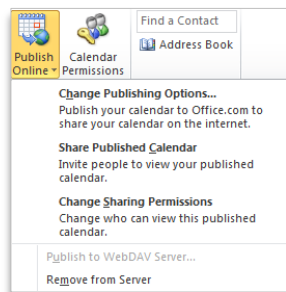 Find a Contact
Address Book
Publish Online
Calendar Permissions
Change Publishing Options...
Publish your calendar to Office.com to
share your calendar on the internet.
Share Published Calendar
Invite people to view your published
calendar.
Change Sharing Permissions
Change who can view this published
calendar.
Publish to WebDAV Server...
Remove from Server